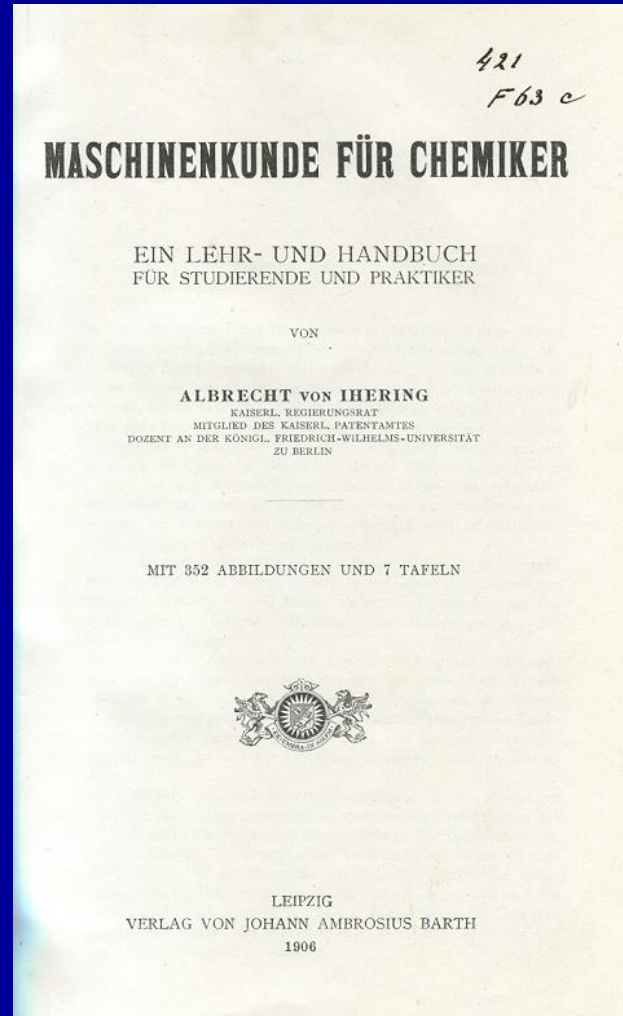 421
F 63 c
MASCHINENKUNDE FÜR CHEMIKER
EIN LEHR- UND HANDBUCH
FÜR STUDIERENDE UND PRAKTIKER
VON
ALBRECHT VON IHERING
KAISERL. REGIERUNGSRAT
MITGLIED DES KAISERL. PATENTAMTES
DOZENT AN DER KÖNIGL. FRIEDRICH-WILHELMS-UNIVERSITÄT
ZU BERLIN
MIT 352 ABBILDUNGEN UND 7 TAFELN
LEIPZIG
VERLAG VON JOHANN AMBROSIUS BARTH
1906